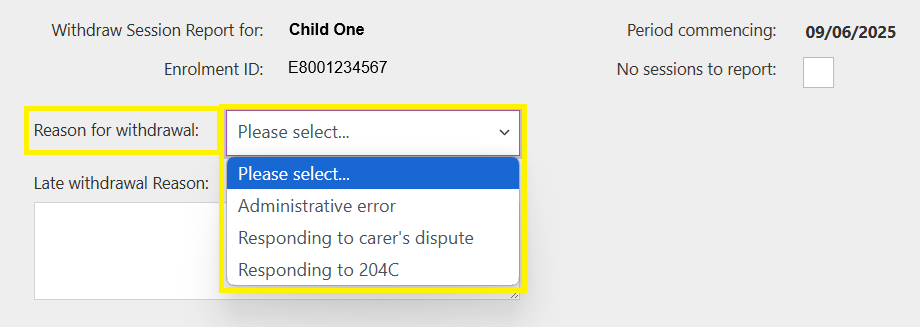 Withdraw Session Report for: Child One Period commencing: 09/06/2025
Enrolment ID: E8001234567 No sessions to report:
Reason for withdrawal: Please select...
Please select...
Late withdrawal Reason:
Administrative error
Responding to carer's dispute
Responding to 204C